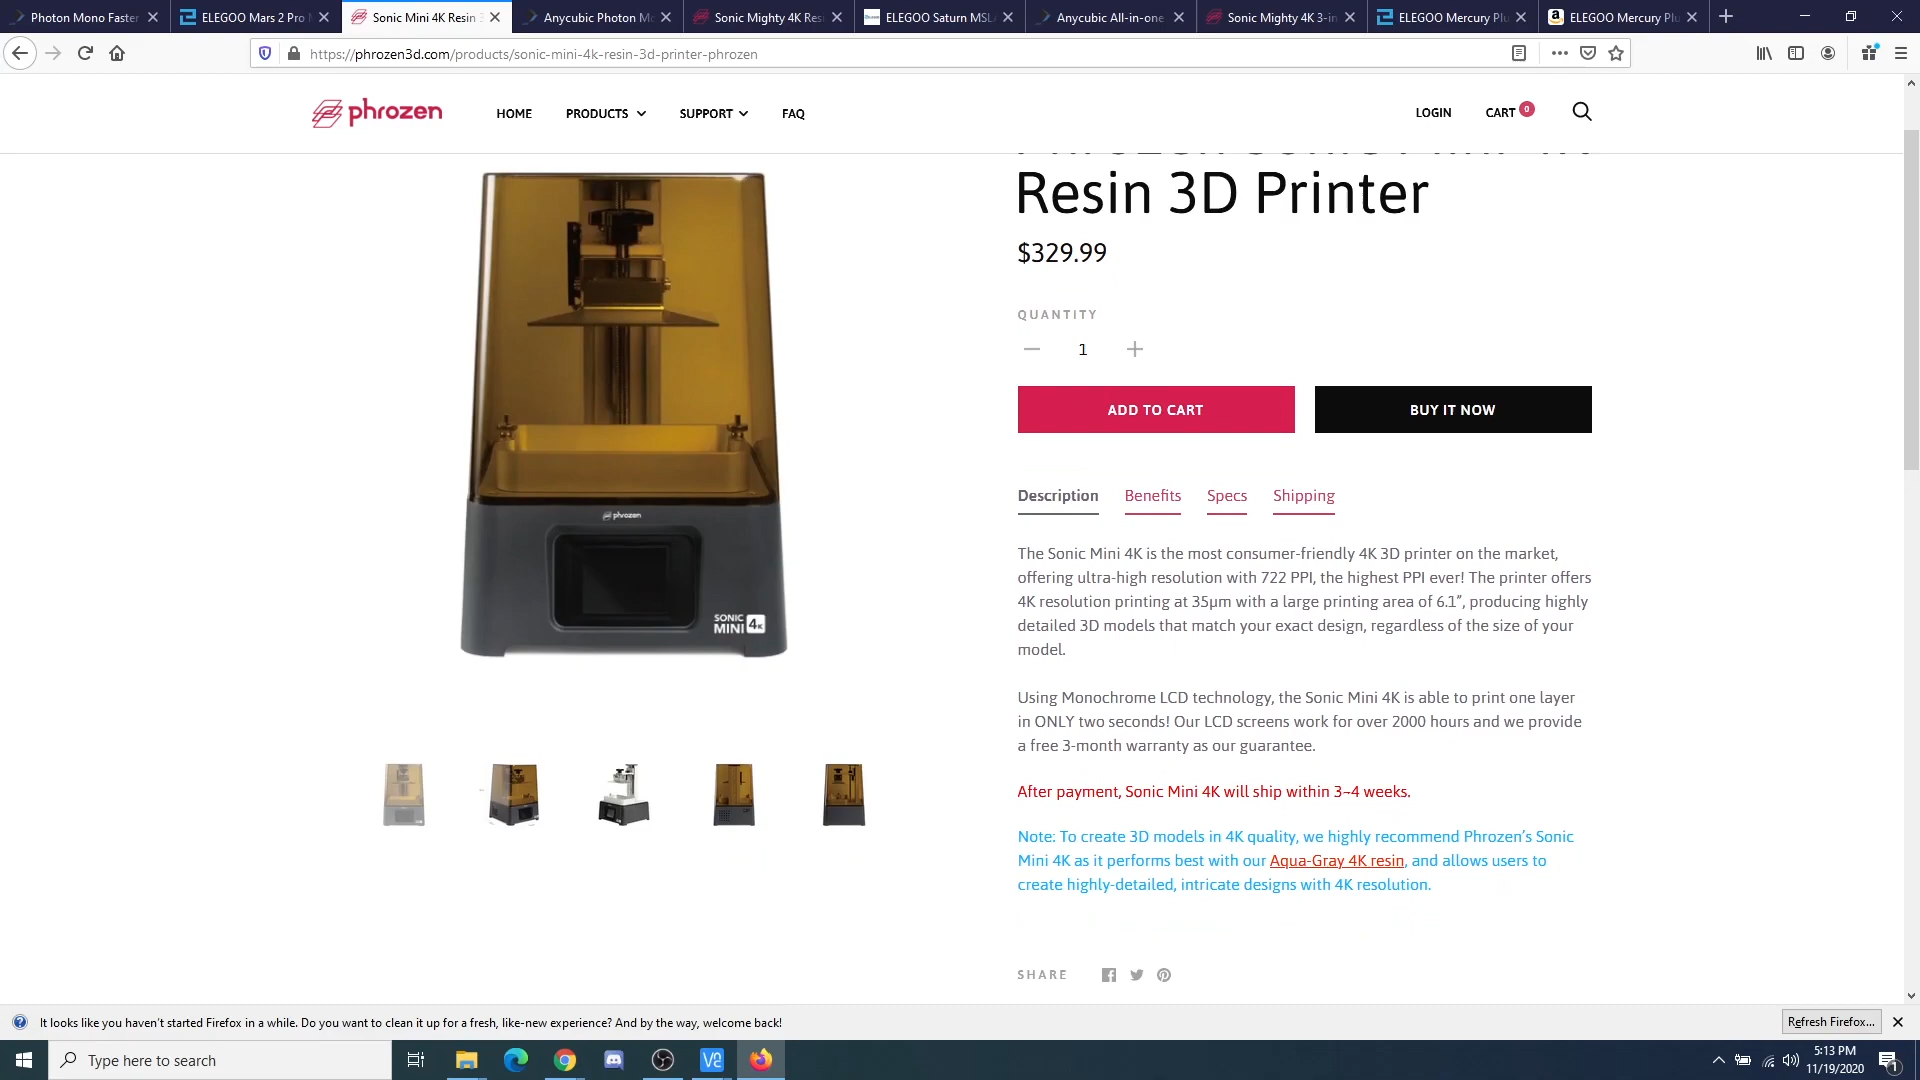 Photon Mono Faster
ELEGOO Mars 2 Pro M
Sonic Mini 4K Resin 3
Anycubic Photon Mo
Sonic Mighty 4K Resi
ELEGOO Saturn MSLA
Anycubic All-in-one
Sonic Mighty 4K 3-in
ELEGOO Mercury Plu
ELEGOO Mercury Plu
https://phrozen3d.com/products/sonic-mini-4k-resin-3d-printer-phrozen
phrozen
HOME
PRODUCTS
SUPPORT
FAQ
LOGIN
CART 0
Phrozen Sonic Mini 4K
Resin 3D Printer
$329.99
QUANTITY
1
ADD TO CART
BUY IT NOW
phrozen
SONIC
MINI 4K
Description Benefits Specs Shipping
The Sonic Mini 4K is the most consumer-friendly 4K 3D printer on the market,
offering ultra-high resolution with 722 PPI, the highest PPI ever! The printer offers
4K resolution printing at 35µm with a large printing area of 6.1”, producing highly
detailed 3D models that match your exact design, regardless of the size of your
model.
Using Monochrome LCD technology, the Sonic Mini 4K is able to print one layer
in ONLY two seconds! Our LCD screens work for over 2000 hours and we provide
a free 3-month warranty as our guarantee.
After payment, Sonic Mini 4K will ship within 3~4 weeks.
Note: To create 3D models in 4K quality, we highly recommend Phrozen’s Sonic
Mini 4K as it performs best with our Aqua-Gray 4K resin, and allows users to
create highly-detailed, intricate designs with 4K resolution.
SHARE
It looks like you haven’t started Firefox in a while. Do you want to clean it up for a fresh, like-new experience? And by the way, welcome back!
Refresh Firefox...
Type here to search
5:13 PM
11/19/2020
1